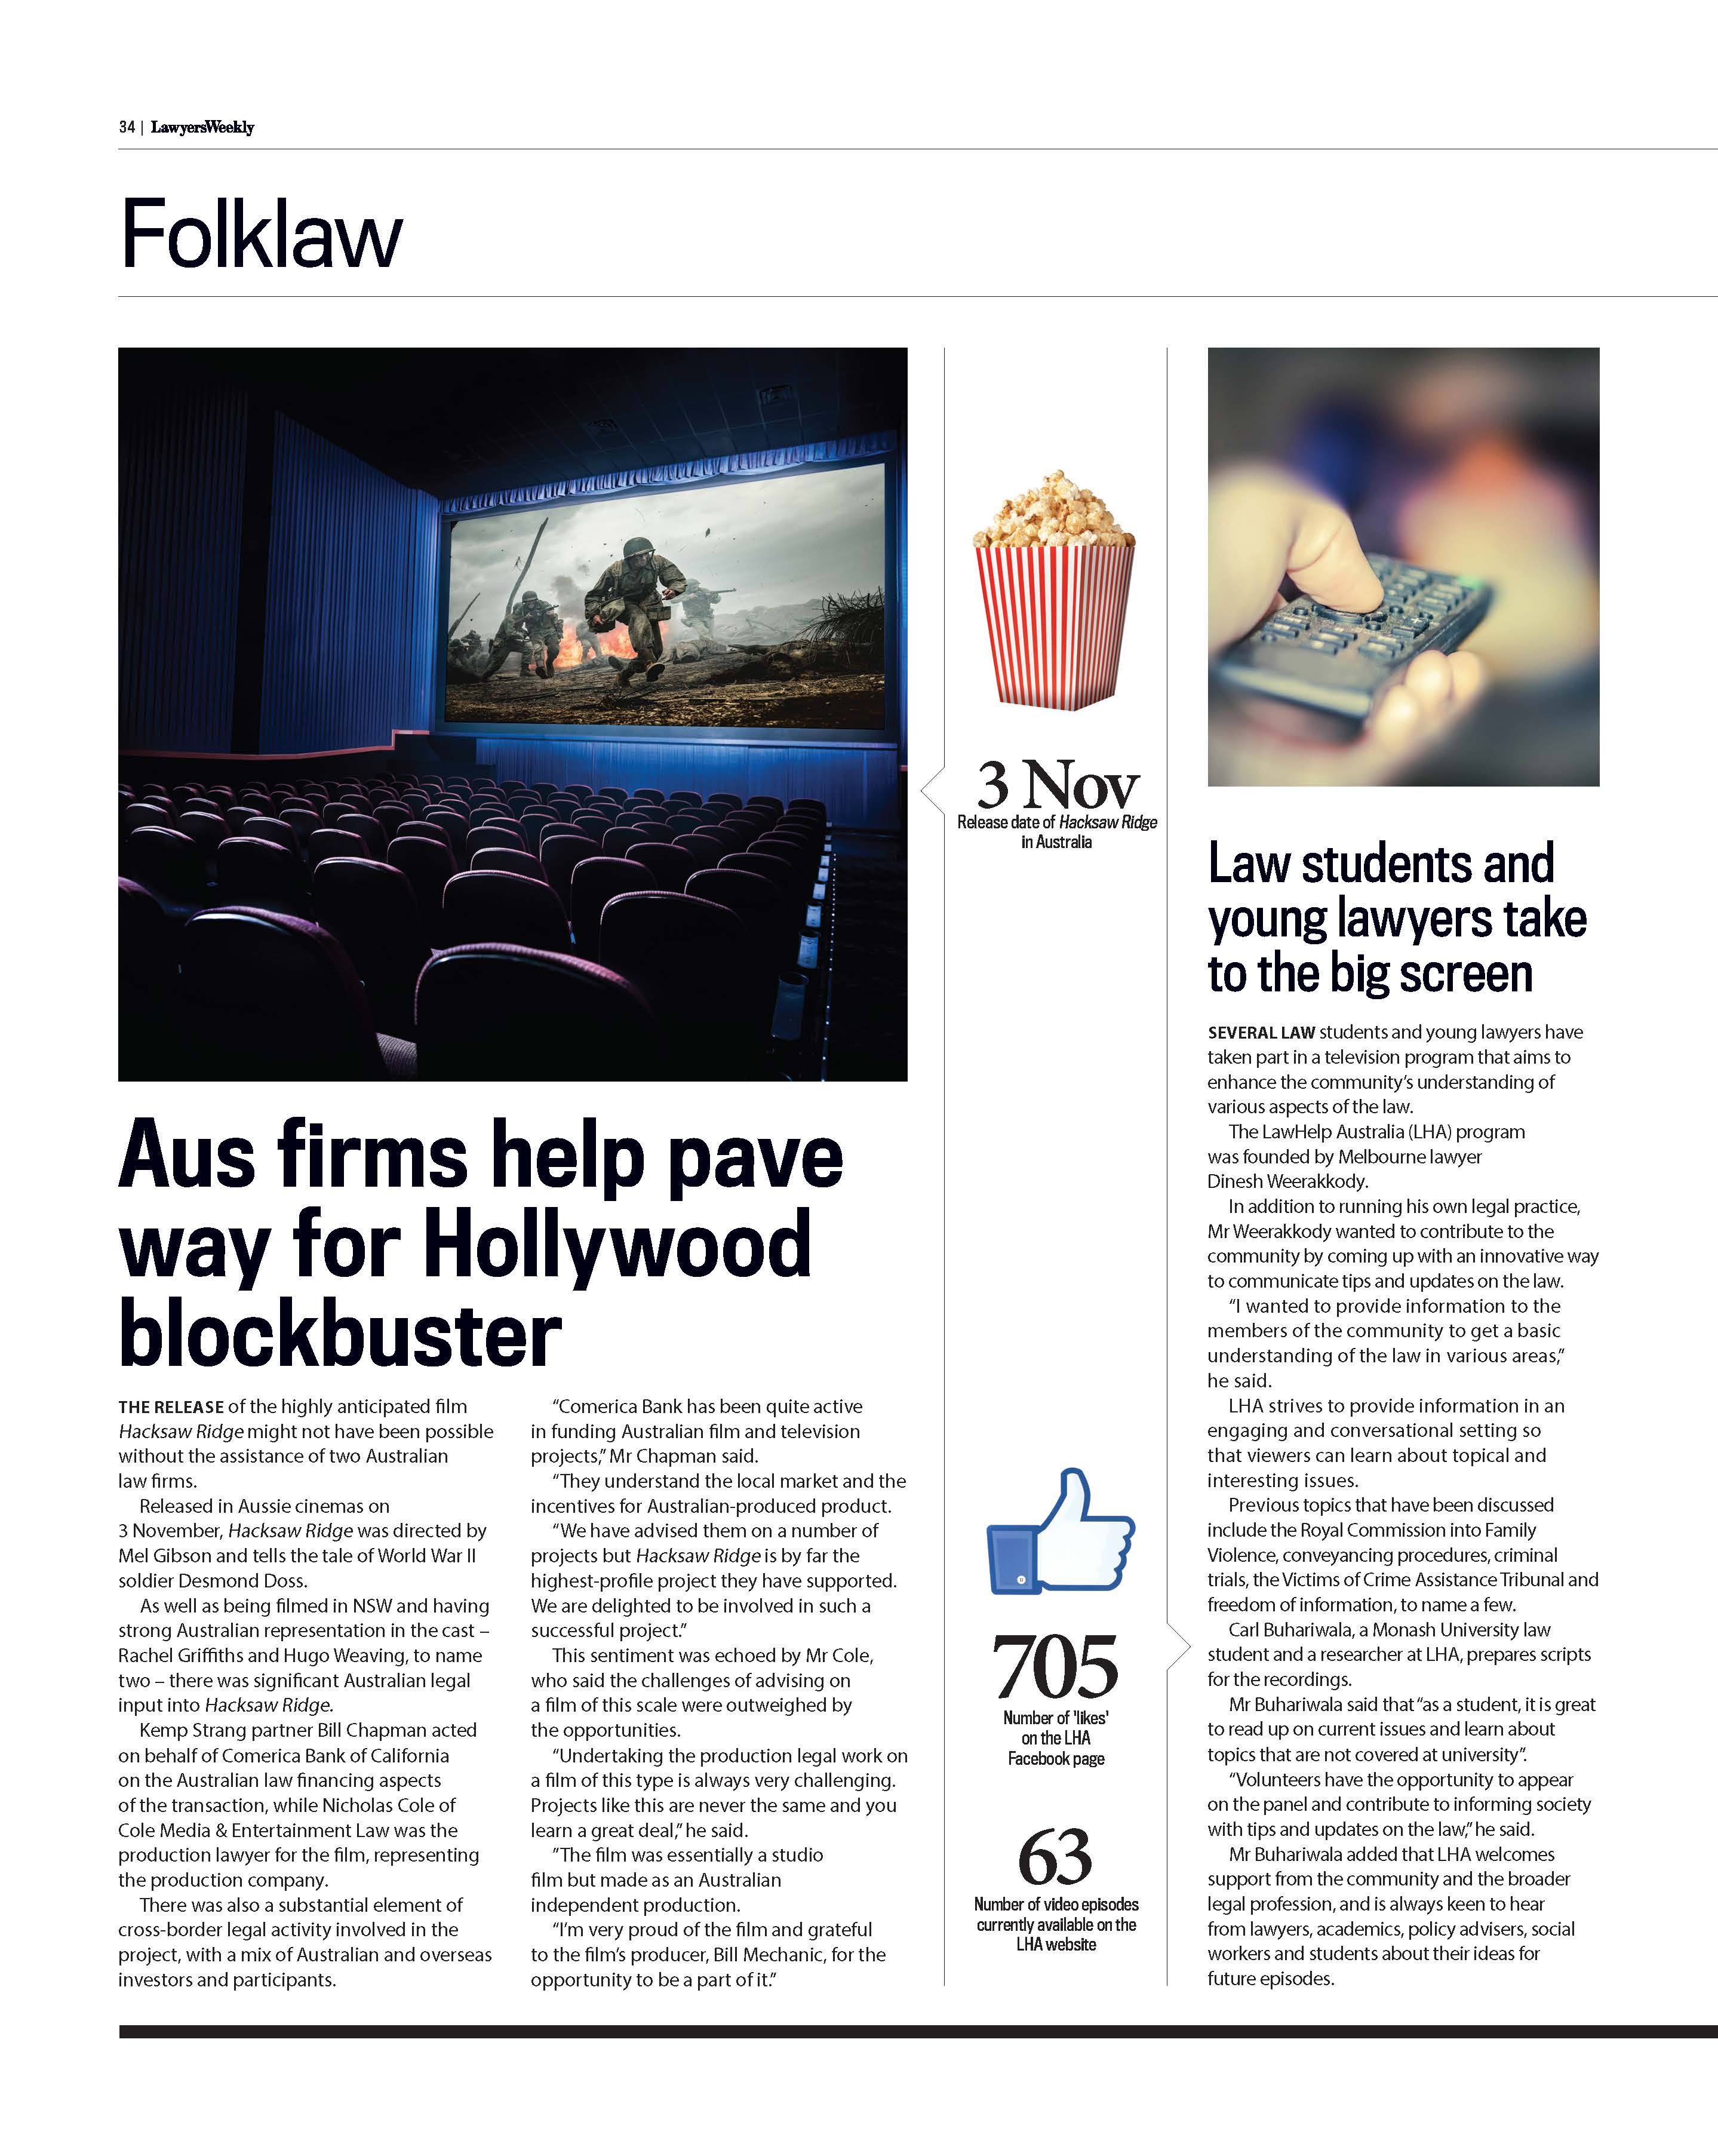 34 | LawyersWeekly
Folklaw
Aus firms help pave
way for Hollywood
blockbuster
THE RELEASE of the highly anticipated film
Hacksaw Ridge might not have been possible
without the assistance of two Australian
law firms.
Released in Aussie cinemas on
3 November, Hacksaw Ridge was directed by
Mel Gibson and tells the tale of World War II
soldier Desmond Doss.
As well as being filmed in NSW and having
strong Australian representation in the cast –
Rachel Griffiths and Hugo Weaving, to name
two – there was significant Australian legal
input into Hacksaw Ridge.
Kemp Strang partner Bill Chapman acted
on behalf of Comerica Bank of California
on the Australian law financing aspects
of the transaction, while Nicholas Cole of
Cole Media & Entertainment Law was the
production lawyer for the film, representing
the production company.
There was also a substantial element of
cross-border legal activity involved in the
project, with a mix of Australian and overseas
investors and participants.
“Comerica Bank has been quite active
in funding Australian film and television
projects,” Mr Chapman said.
“They understand the local market and the
incentives for Australian-produced product.
“We have advised them on a number of
projects but Hacksaw Ridge is by far the
highest-profile project they have supported.
We are delighted to be involved in such a
successful project.”
This sentiment was echoed by Mr Cole,
who said the challenges of advising on
a film of this scale were outweighed by
the opportunities.
“Undertaking the production legal work on
a film of this type is always very challenging.
Projects like this are never the same and you
learn a great deal,” he said.
”The film was essentially a studio
film but made as an Australian
independent production.
“I’m very proud of the film and grateful
to the film’s producer, Bill Mechanic, for the
opportunity to be a part of it.”
3 Nov
Release date of Hacksaw Ridge
in Australia
705
Number of 'likes'
on the LHA
Facebook page
63
Number of video episodes
currently available on the
LHA website
Law students and
young lawyers take
to the big screen
SEVERAL LAW students and young lawyers have
taken part in a television program that aims to
enhance the community’s understanding of
various aspects of the law.
The LawHelp Australia (LHA) program
was founded by Melbourne lawyer
Dinesh Weerakkody.
In addition to running his own legal practice,
Mr Weerakkody wanted to contribute to the
community by coming up with an innovative way
to communicate tips and updates on the law.
“I wanted to provide information to the
members of the community to get a basic
understanding of the law in various areas,”
he said.
LHA strives to provide information in an
engaging and conversational setting so
that viewers can learn about topical and
interesting issues.
Previous topics that have been discussed
include the Royal Commission into Family
Violence, conveyancing procedures, criminal
trials, the Victims of Crime Assistance Tribunal and
freedom of information, to name a few.
Carl Buhariwala, a Monash University law
student and a researcher at LHA, prepares scripts
for the recordings.
Mr Buhariwala said that “as a student, it is great
to read up on current issues and learn about
topics that are not covered at university”.
“Volunteers have the opportunity to appear
on the panel and contribute to informing society
with tips and updates on the law,” he said.
Mr Buhariwala added that LHA welcomes
support from the community and the broader
legal profession, and is always keen to hear
from lawyers, academics, policy advisers, social
workers and students about their ideas for
future episodes.